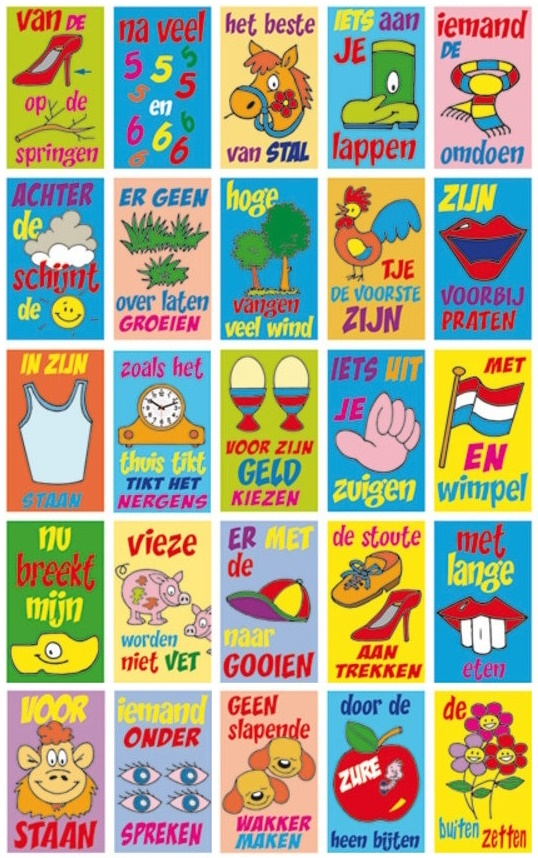 van DE
op de
springen
na veel
5 5 5
5 5
en
6 6 6
6 6
het beste
van STAL
IETS aan
JE
lappen
iemand
DE
omdoen
ACHTER
de
schijnt
de
ER GEEN
over laten
GROEIEN
hoge
vangen
veel wind
TJE
DE VOORSTE
ZIJN
ZIJN
VOORBIJ
PRATEN
IN ZIJN
STAAN
zoals het
thuis tikt
TIKT HET
NERGENS
VOOR ZIJN
GELD
KIEZEN
IETS UIT
JE
zuigen
MET
EN
wimpel
nu
breekt
mijn
vieze
worden
niet VET
ER MET
de
naar
GOOIEN
de stoute
AAN
TREKKEN
met
lange
eten
VOOR
STAAN
iemand
ONDER
SPREKEN
GEEN
slapende
WAKKER
MAKEN
door de
ZURE
heen bijten
de
buiten zetten